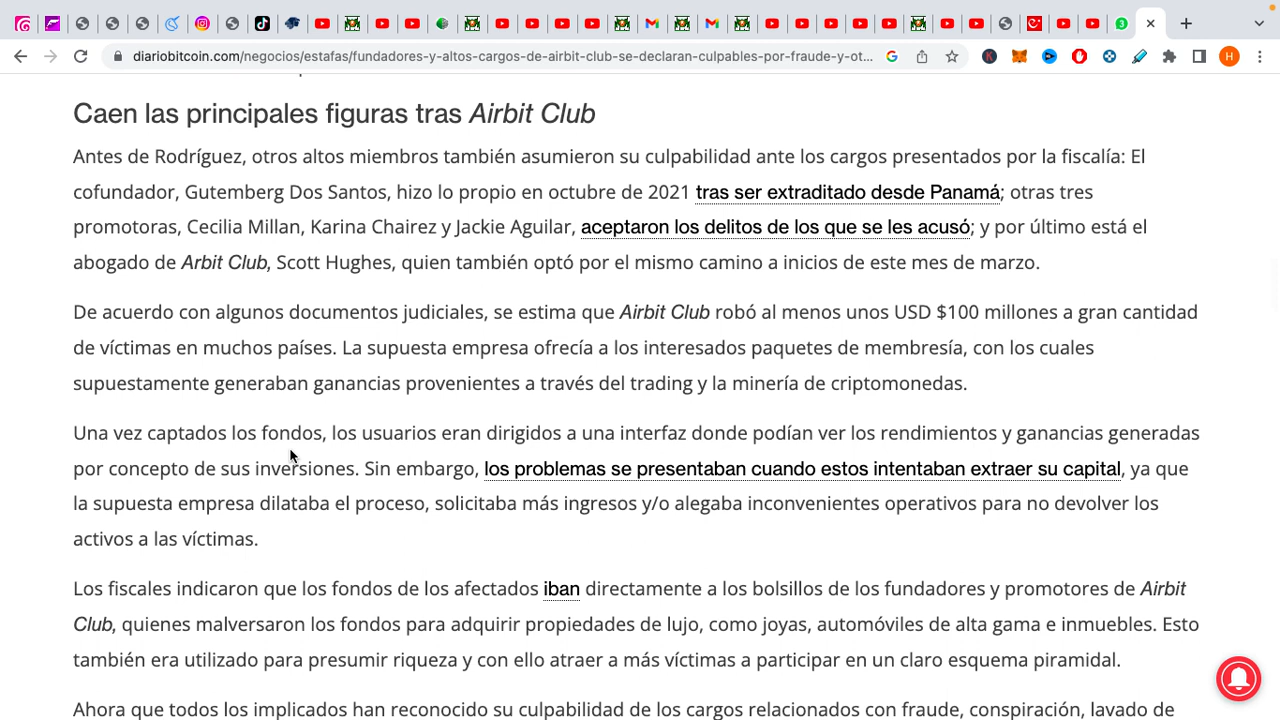 diariobitcoin.com/negocios/estafas/fundadores-y-altos-cargos-de-airbit-club-se-declaran-culpables-por-fraude-y-ot...
H
Caen las principales figuras tras Airbit Club
Antes de Rodríguez, otros altos miembros también asumieron su culpabilidad ante los cargos presentados por la fiscalía: El
cofundador, Gutemberg Dos Santos, hizo lo propio en octubre de 2021 tras ser extraditado desde Panamá; otras tres
promotoras, Cecilia Millan, Karina Chairez y Jackie Aguilar, aceptaron los delitos de los que se les acusó; y por último está el
abogado de Arbit Club, Scott Hughes, quien también optó por el mismo camino a inicios de este mes de marzo.
De acuerdo con algunos documentos judiciales, se estima que Airbit Club robó al menos unos USD $100 millones a gran cantidad
de víctimas en muchos países. La supuesta empresa ofrecía a los interesados paquetes de membresía, con los cuales
supuestamente generaban ganancias provenientes a través del trading y la minería de criptomonedas.
Una vez captados los fondos, los usuarios eran dirigidos a una interfaz donde podían ver los rendimientos y ganancias generadas
por concepto de sus inversiones. Sin embargo, los problemas se presentaban cuando estos intentaban extraer su capital, ya que
la supuesta empresa dilataba el proceso, solicitaba más ingresos y/o alegaba inconvenientes operativos para no devolver los
activos a las víctimas.
Los fiscales indicaron que los fondos de los afectados iban directamente a los bolsillos de los fundadores y promotores de Airbit
Club, quienes malversaron los fondos para adquirir propiedades de lujo, como joyas, automóviles de alta gama e inmuebles. Esto
también era utilizado para presumir riqueza y con ello atraer a más víctimas a participar en un claro esquema piramidal.
Ahora que todos los implicados han reconocido su culpabilidad de los cargos relacionados con fraude, conspiración, lavado de